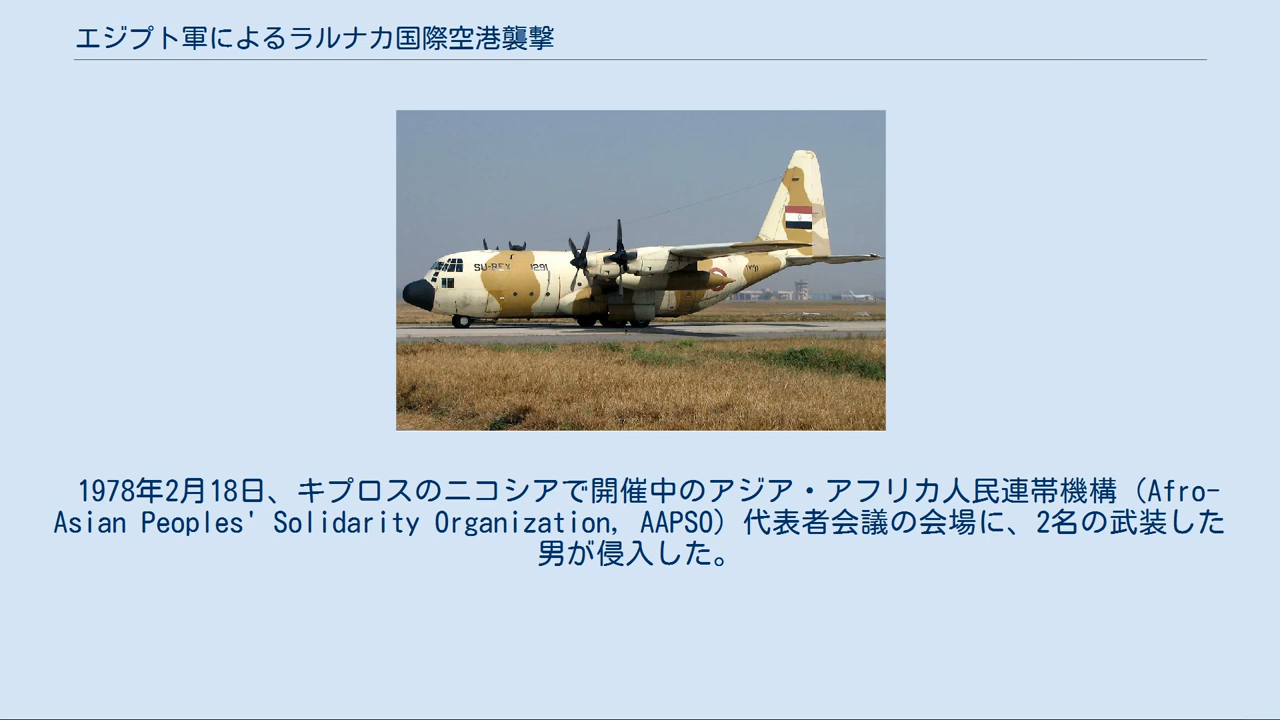 エジプト軍によるラルナカ国際空港襲撃
SU-BEY 1291
١٢٩١
1978年2月18日、キプロスのニコシアで開催中のアジア・アフリカ人民連帯機構（Afro-
Asian Peoples' Solidarity Organization, AAPSO）代表者会議の会場に、2名の武装した
男が侵入した。